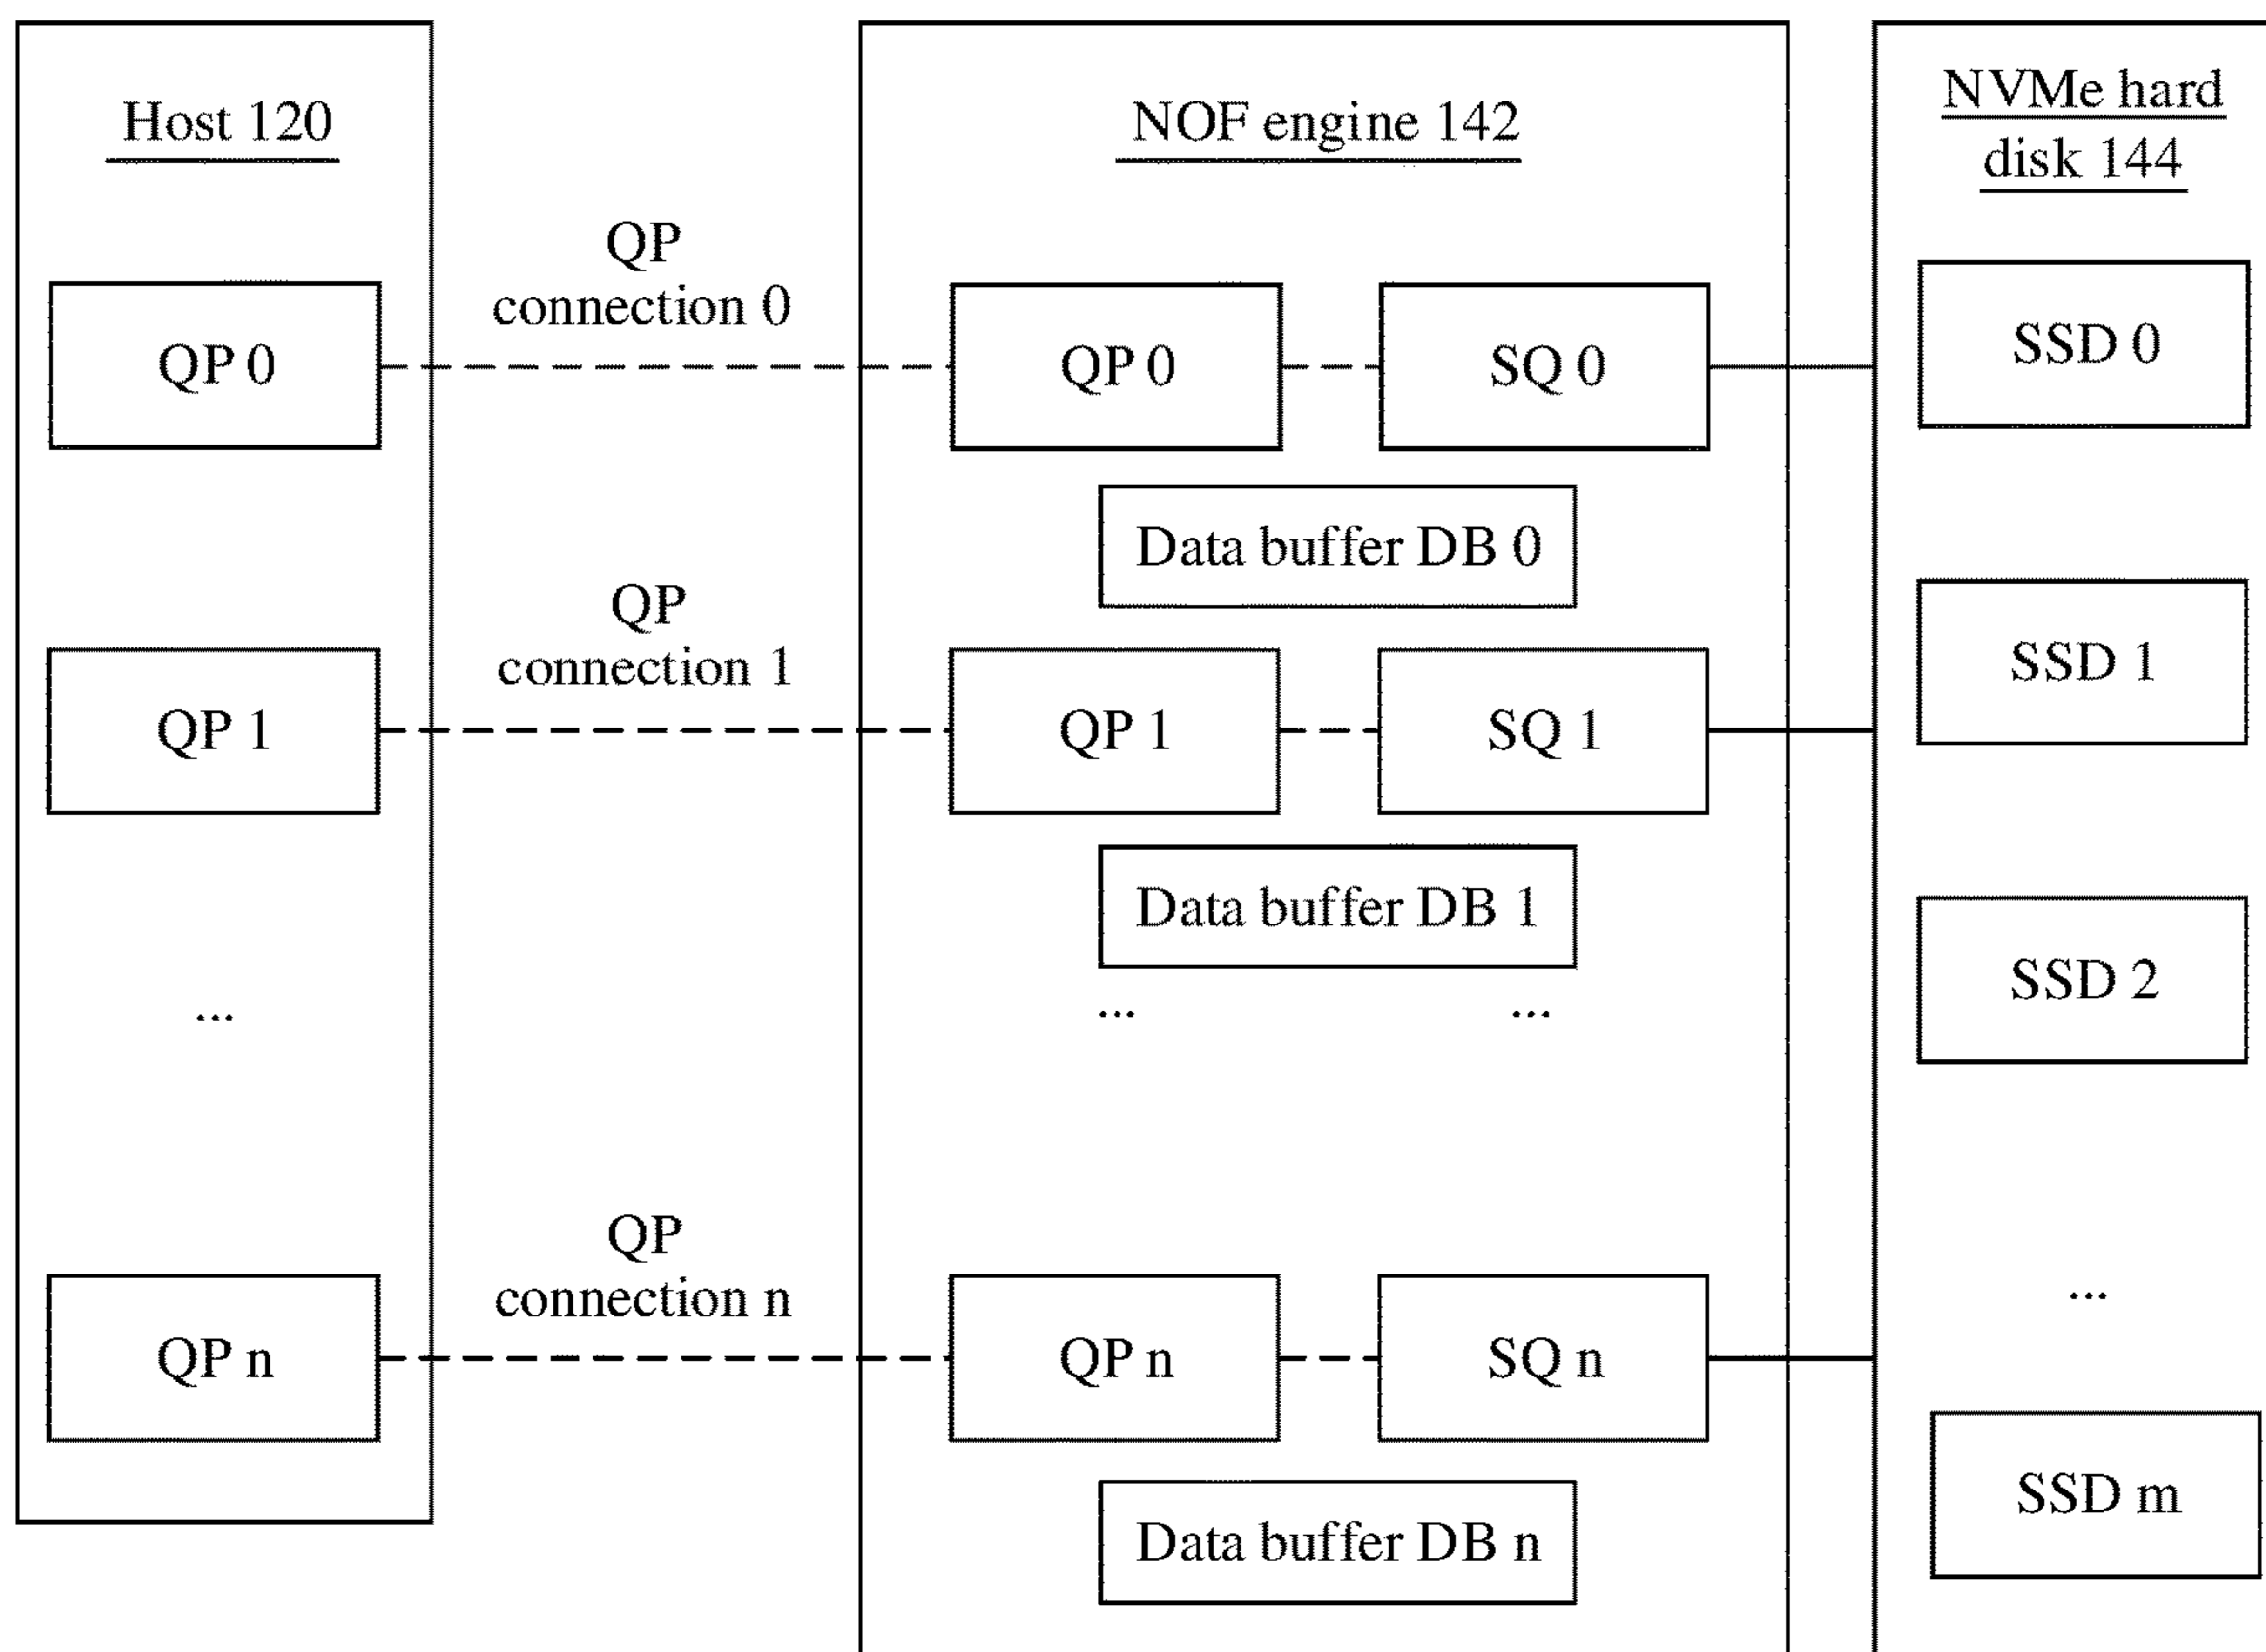 Host 120
NOF engine 142
NVMe hard
disk 144
QP
connection 0
QP 0
QP 0
SQ 0
SSD 0
Data buffer DB 0
QP
connection 1
QP 1
QP 1
SQ 1
SSD 1
Data buffer DB 1
SSD 2
...
...
...
QP
connection n
...
QP n
QP n
SQ n
SSD m
Data buffer DB n